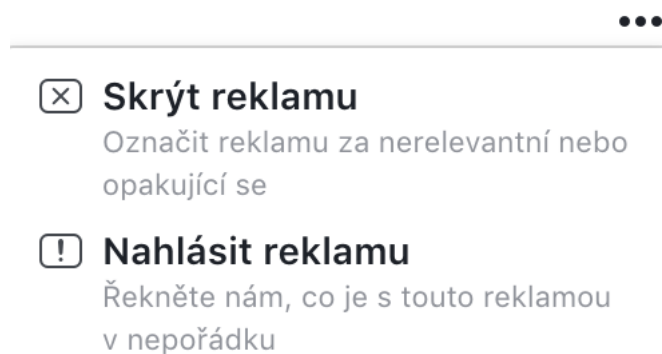 Skrýt reklamu
Označit reklamu za nerelevantní nebo
opakující se
Nahlásit reklamu
Řekněte nám, co je s touto reklamou
v nepořádku